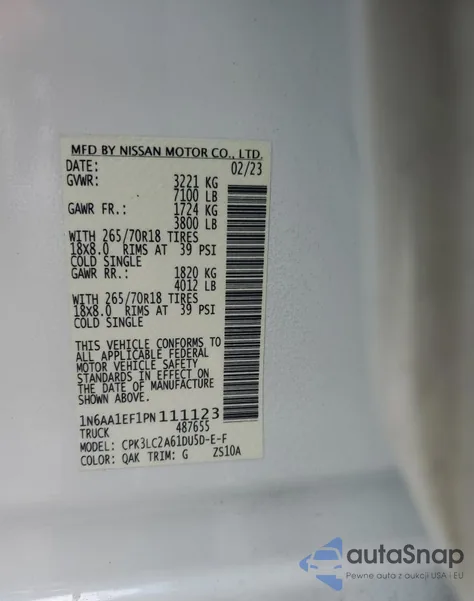 MFD BY NISSAN MOTOR CO., LTD.
DATE: 02/23
GVWR: 3221 KG
7100 LB
GAWR FR.: 1724 KG
3800 LB
WITH 265/70R18 TIRES
18X8.0 RIMS AT 39 PSI
COLD SINGLE
GAWR RR.: 1820 KG
4012 LB
WITH 265/70R18 TIRES
18X8.0 RIMS AT 39 PSI
COLD SINGLE
THIS VEHICLE CONFORMS TO
ALL APPLICABLE FEDERAL
MOTOR VEHICLE SAFETY
STANDARDS IN EFFECT ON
THE DATE OF MANUFACTURE
SHOWN ABOVE.
1N6AA1EF1PN111123
TRUCK 487655
MODEL: CPK3LC2A61DU5D-E-F
COLOR: QAK TRIM: G ZS10A
autaSnap
Pewne auta z aukcji USA i EU